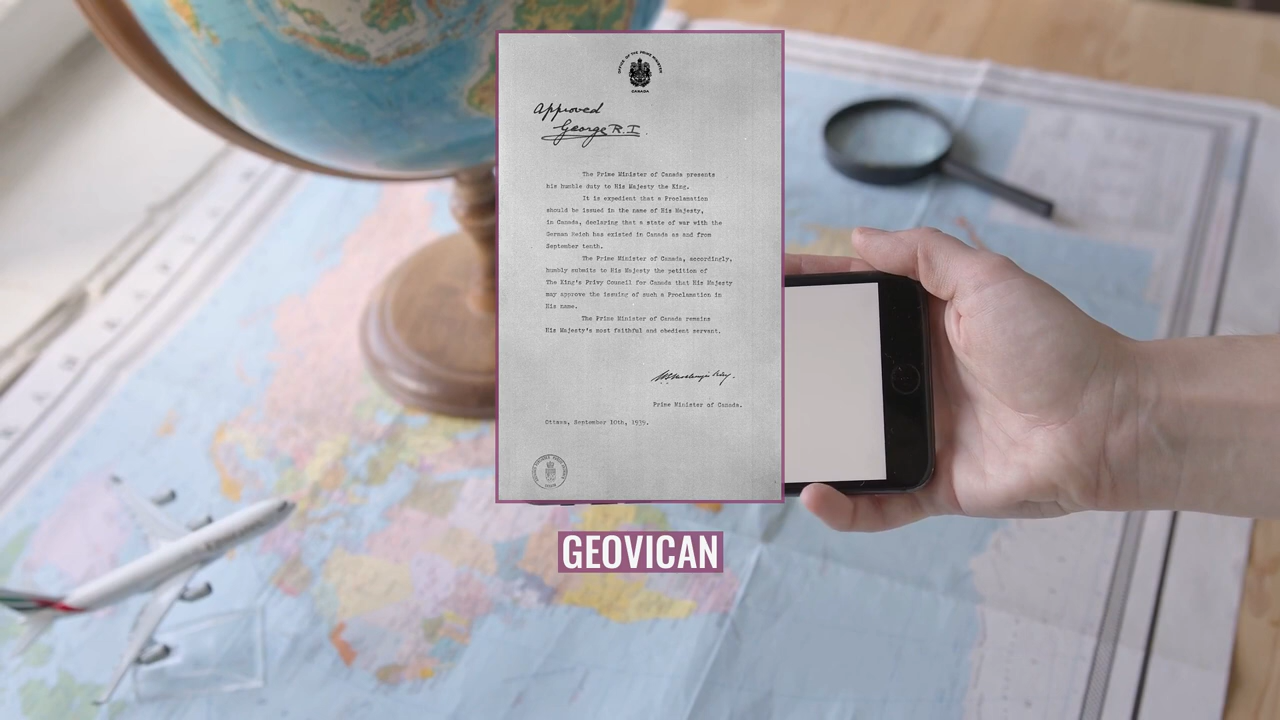 OFFICE OF THE PRIME MINISTER
CANADA
Approved
George R.I.
The Prime Minister of Canada presents
his humble duty to His Majesty the King.
It is expedient that a Proclamation
should be issued in the name of His Majesty,
in Canada, declaring that a state of war with the
German Reich has existed in Canada as and from
September tenth.
The Prime Minister of Canada, accordingly,
humbly submits to His Majesty the petition of
The King's Privy Council for Canada that His Majesty
may approve the issuing of such a Proclamation in
His name.
The Prime Minister of Canada remains
His Majesty's most faithful and obedient servant.
W. L. Mackenzie King.
Prime Minister of Canada.
Ottawa, September 10th, 1939.
GEOVICAN